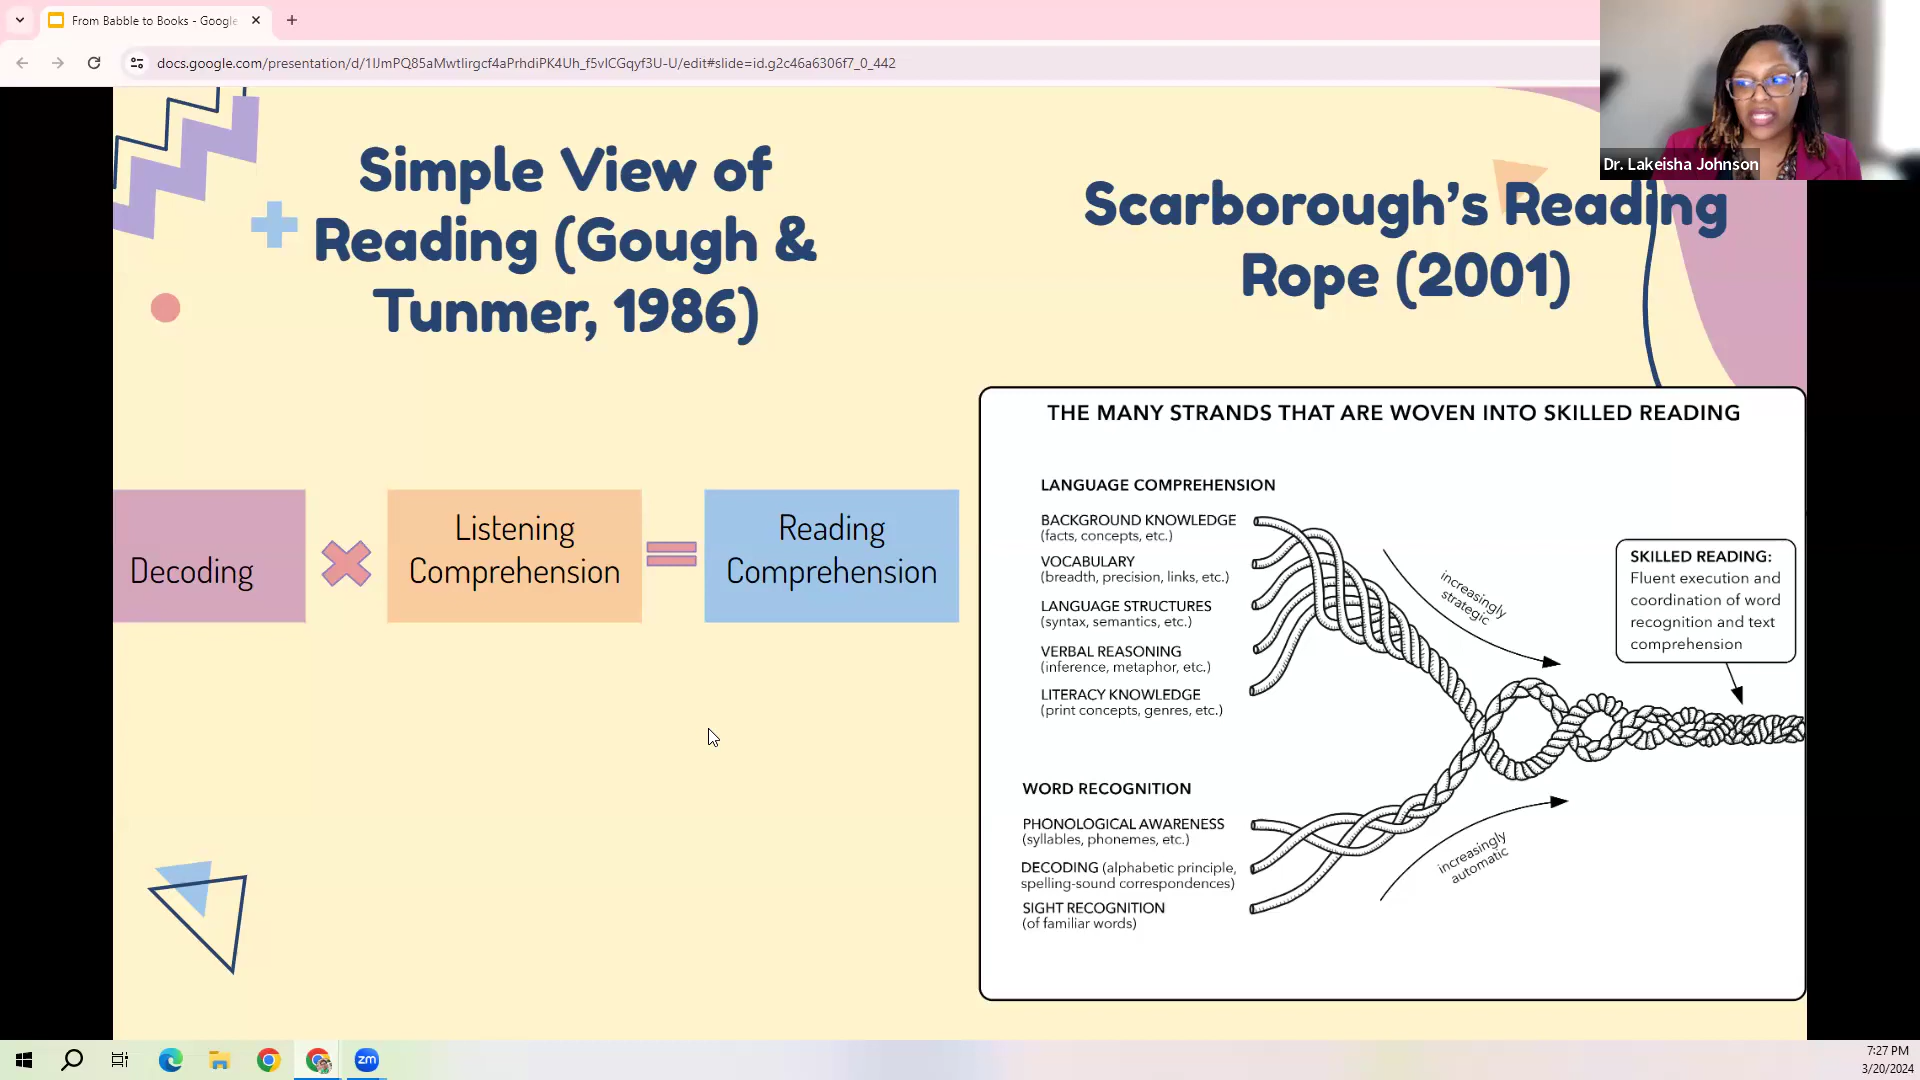 From Babble to Books - Google
docs.google.com/presentation/d/1IJmPQ85aMwtIirgcf4aPrhdiPK4Uh_f5vICGqyf3U-U/edit#slide=id.g2c46a6306f7_0_442
Dr. Lakeisha Johnson
Simple View of
Reading (Gough &
Tunmer, 1986)
Decoding
Listening
Comprehension
Reading
Comprehension
Scarborough's Reading
Rope (2001)
THE MANY STRANDS THAT ARE WOVEN INTO SKILLED READING
LANGUAGE COMPREHENSION
BACKGROUND KNOWLEDGE
(facts, concepts, etc.)
VOCABULARY
(breadth, precision, links, etc.)
LANGUAGE STRUCTURES
(syntax, semantics, etc.)
VERBAL REASONING
(inference, metaphor, etc.)
LITERACY KNOWLEDGE
(print concepts, genres, etc.)
increasingly
strategic
SKILLED READING:
Fluent execution and
coordination of word
recognition and text
comprehension
WORD RECOGNITION
PHONOLOGICAL AWARENESS
(syllables, phonemes, etc.)
DECODING (alphabetic principle,
spelling-sound correspondences)
SIGHT RECOGNITION
(of familiar words)
increasingly
automatic
zm
7:27 PM
3/20/2024